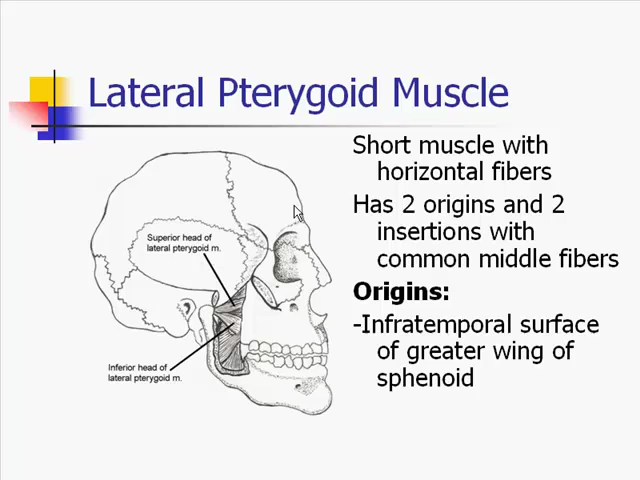 Lateral Pterygoid Muscle
Short muscle with
horizontal fibers
Has 2 origins and 2
insertions with
common middle fibers
Origins:
-Infratemporal surface
of greater wing of
sphenoid
Superior head of
lateral pterygoid m.
Inferior head of
lateral pterygoid m.